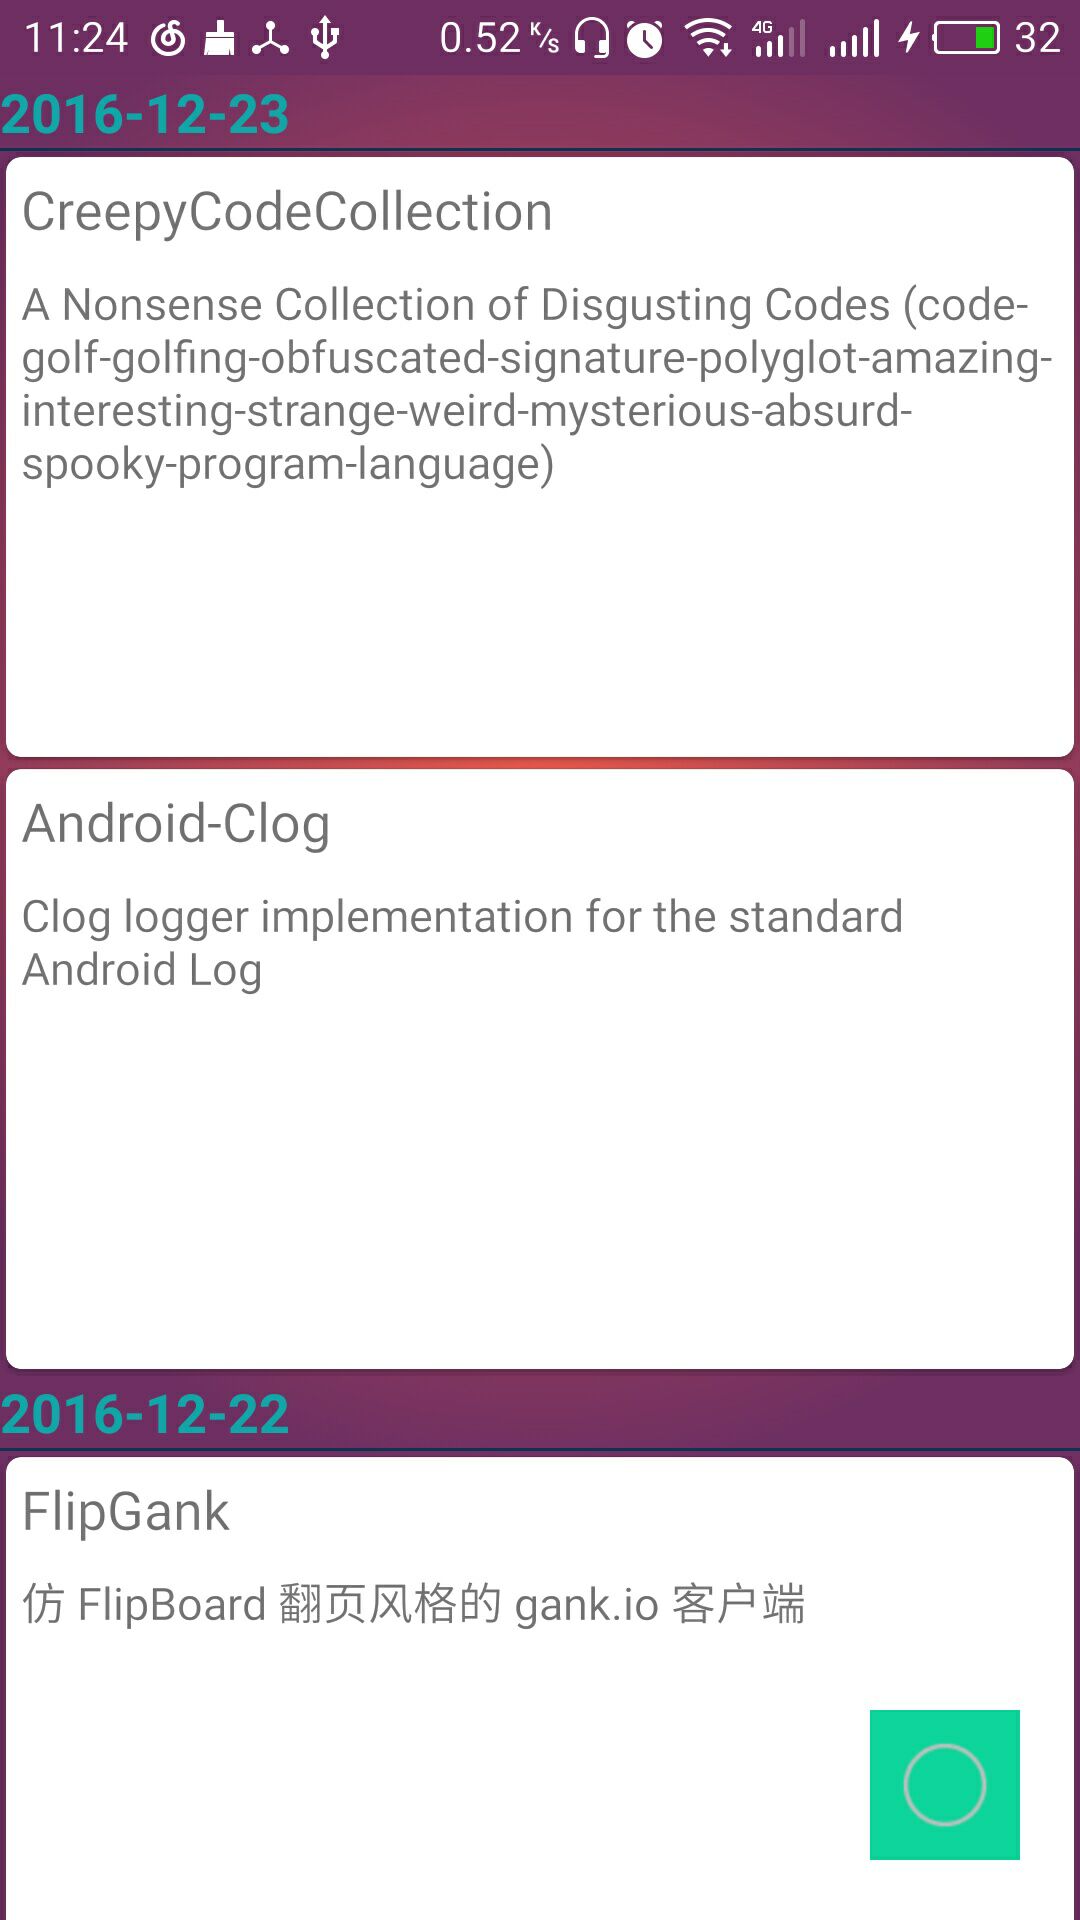 11:24 0.52 K/s 4G 32
2016-12-23
CreepyCodeCollection
A Nonsense Collection of Disgusting Codes (code-
golf-golfing-obfuscated-signature-polyglot-amazing-
interesting-strange-weird-mysterious-absurd-
spooky-program-language)
Android-Clog
Clog logger implementation for the standard
Android Log
2016-12-22
FlipGank
仿 FlipBoard 翻页风格的 gank.io 客户端